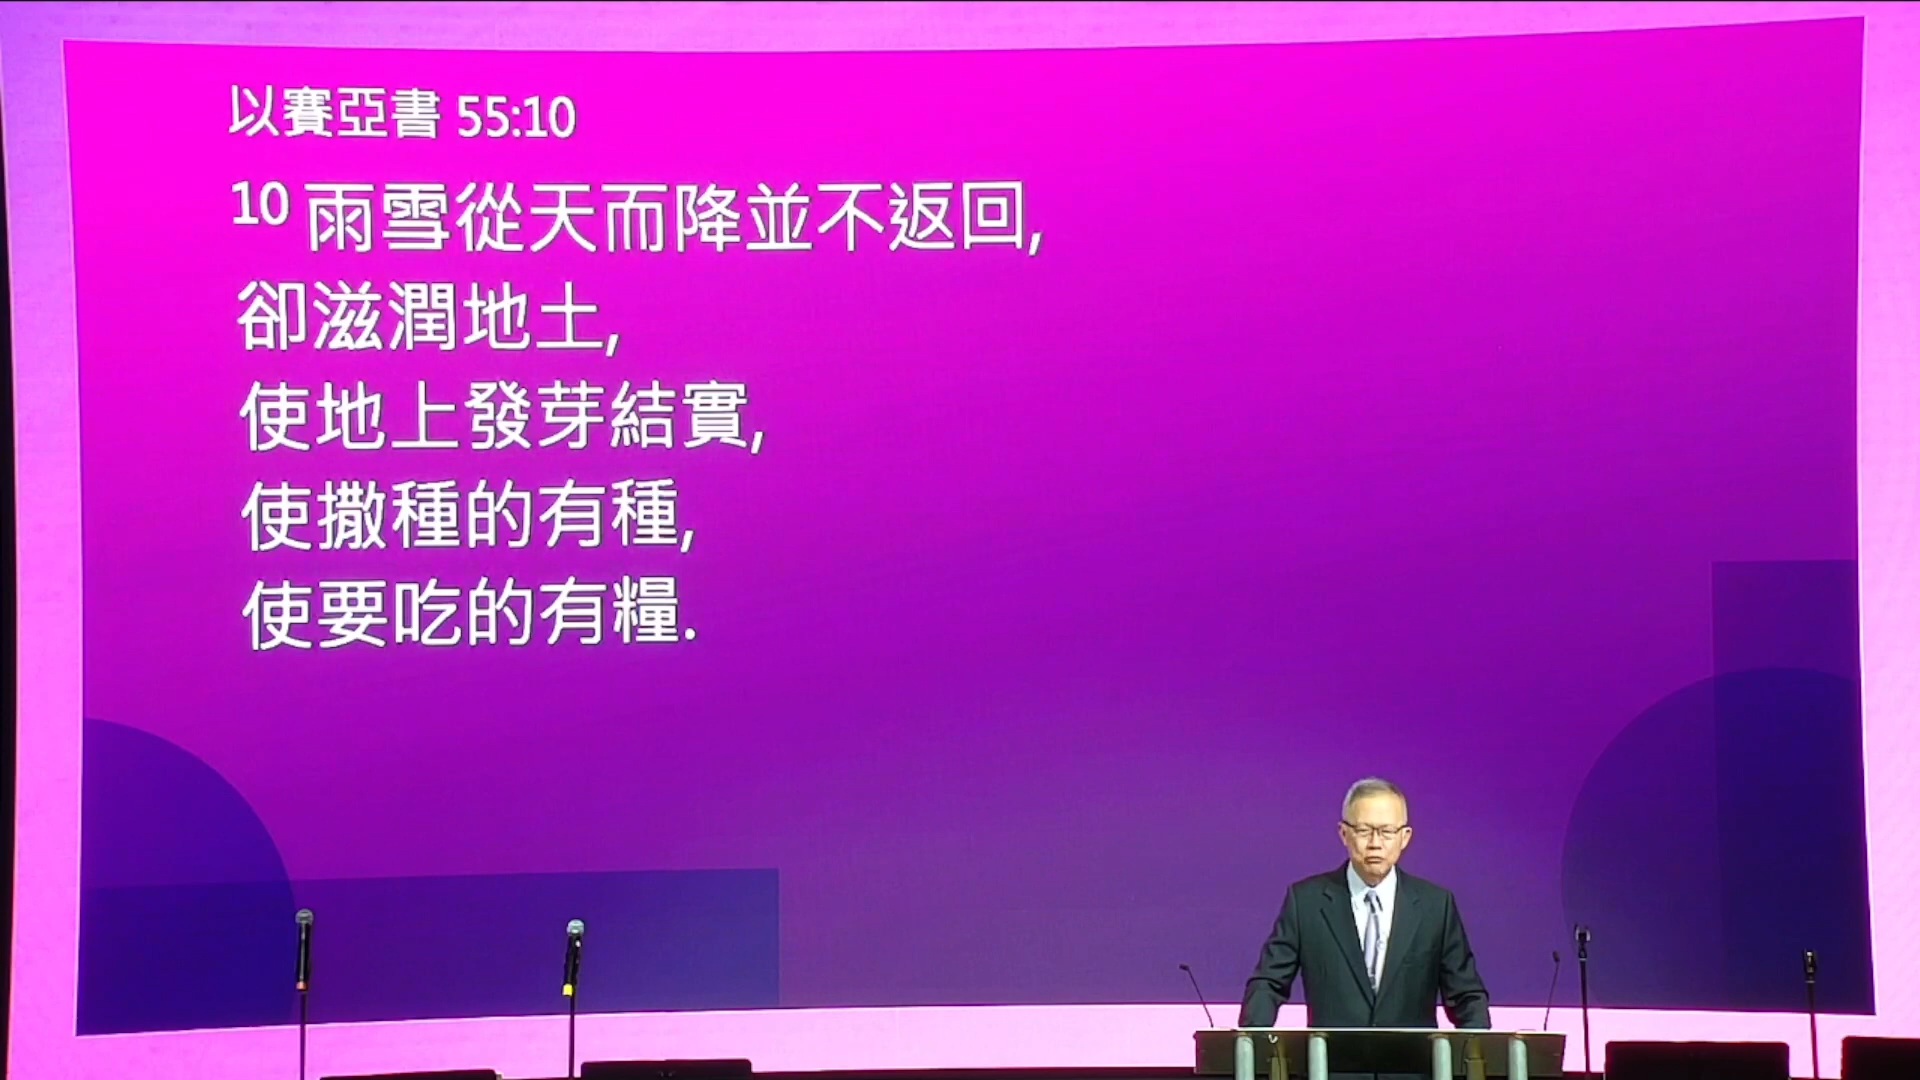 以賽亞書 55:10
10 雨雪從天而降並不返回,
卻滋潤地土,
使地上發芽結實,
使撒種的有種,
使要吃的有糧.